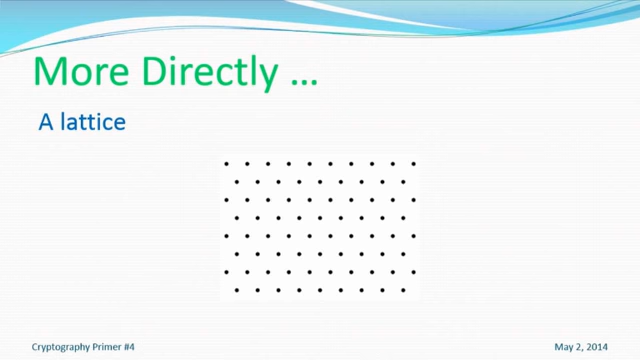 More Directly …
A lattice
Cryptography Primer #4
May 2, 2014